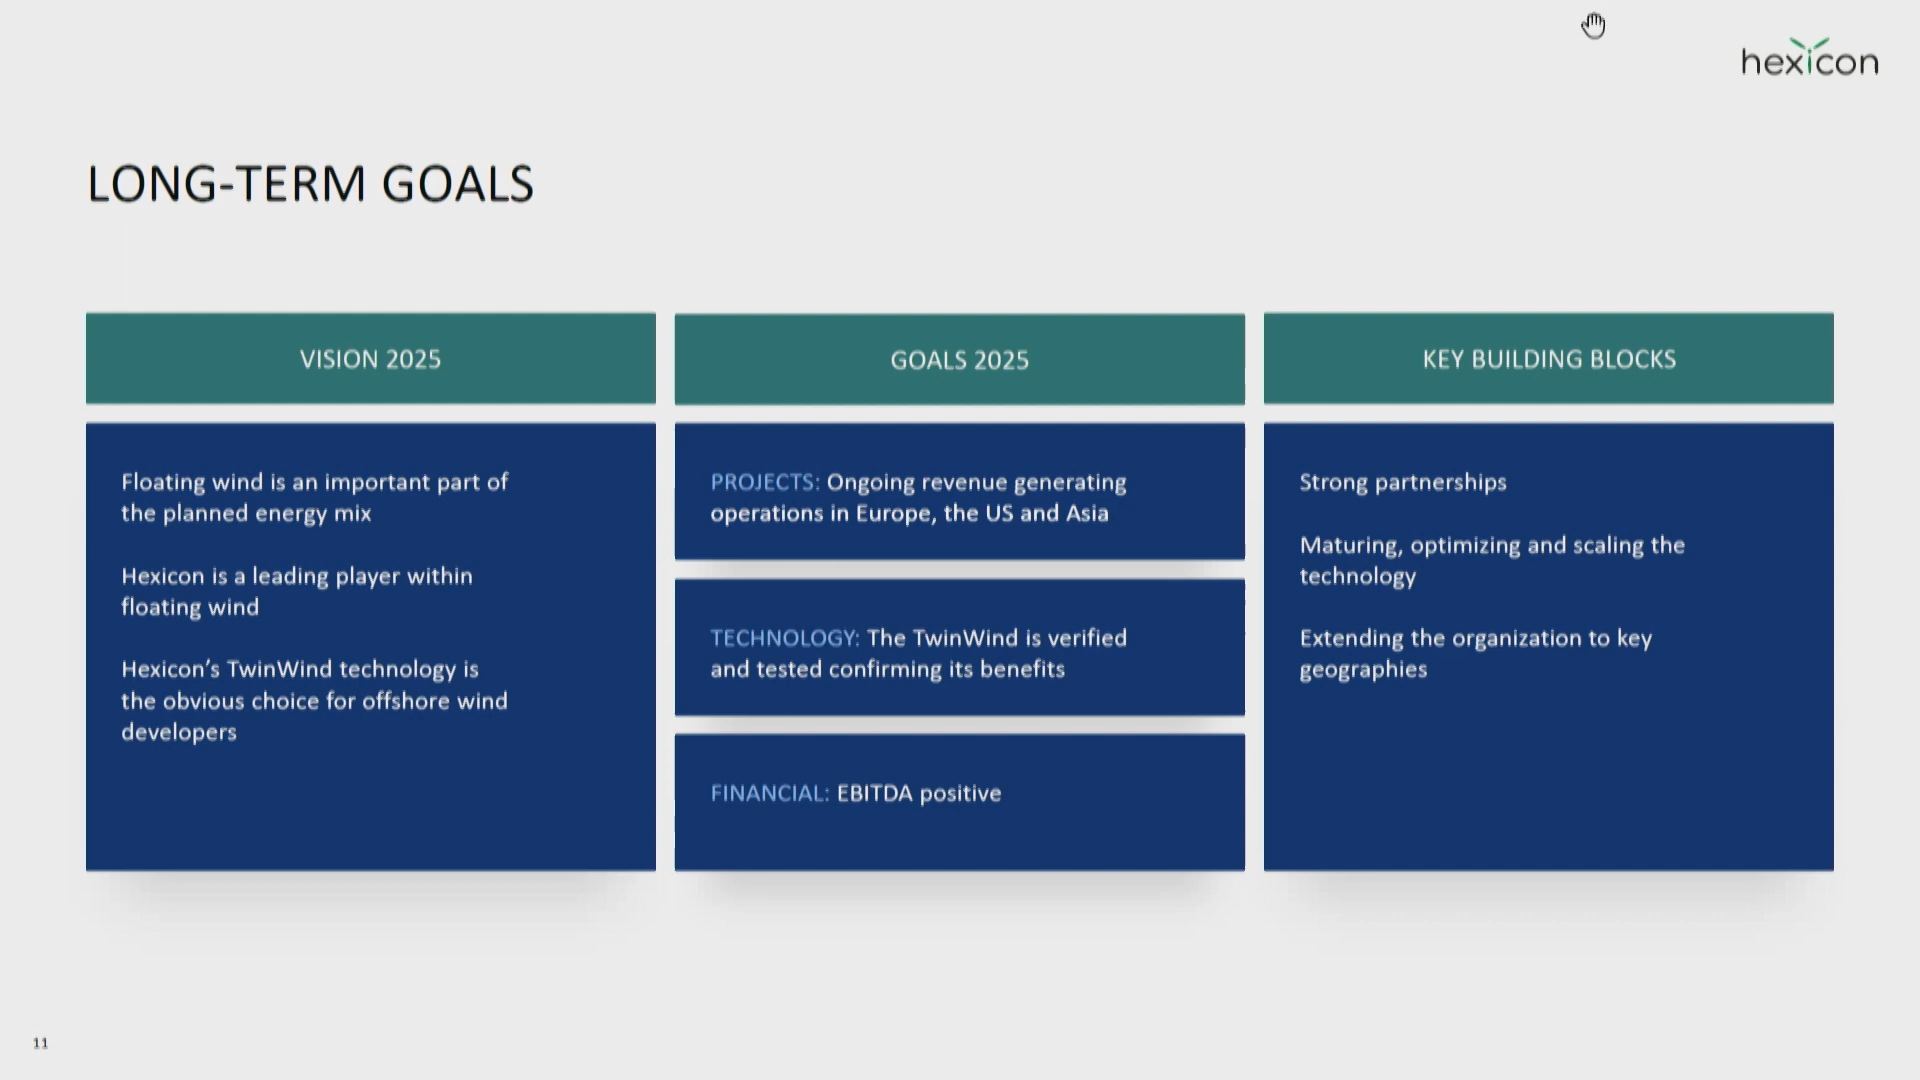 hexicon
LONG-TERM GOALS
VISION 2025
Floating wind is an important part of
the planned energy mix
Hexicon is a leading player within
floating wind
Hexicon’s TwinWind technology is
the obvious choice for offshore wind
developers
GOALS 2025
PROJECTS: Ongoing revenue generating
operations in Europe, the US and Asia
TECHNOLOGY: The TwinWind is verified
and tested confirming its benefits
FINANCIAL: EBITDA positive
KEY BUILDING BLOCKS
Strong partnerships
Maturing, optimizing and scaling the
technology
Extending the organization to key
geographies
11